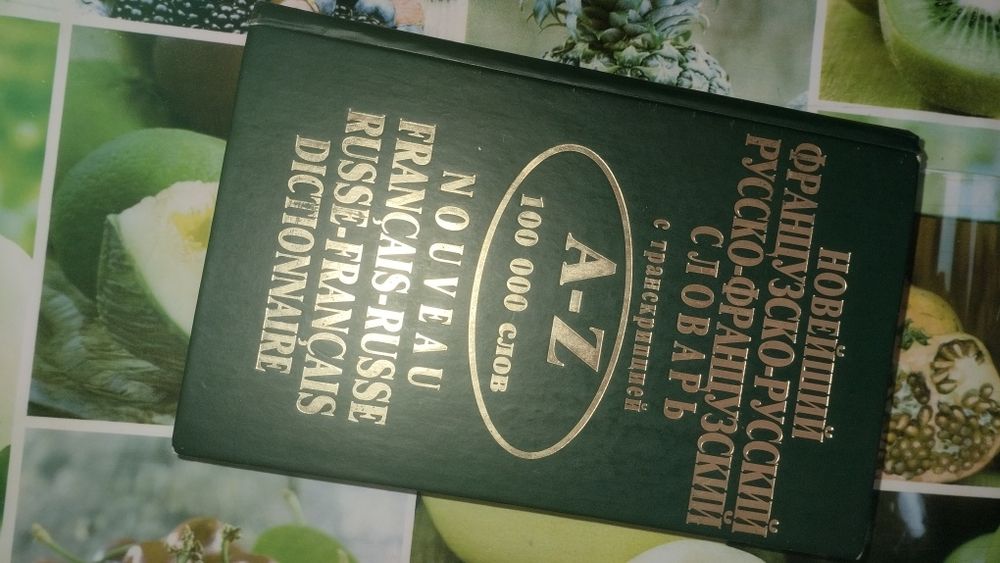 НОВЕЙШИЙ
ФРАНЦУЗСКО-РУССКИЙ
РУССКО-ФРАНЦУЗСКИЙ
СЛОВАРЬ
с транскрипцией
A-Z
100 000 слов
NOUVEAU
FRANÇAIS-RUSSE
RUSSE-FRANÇAIS
DICTIONNAIRE